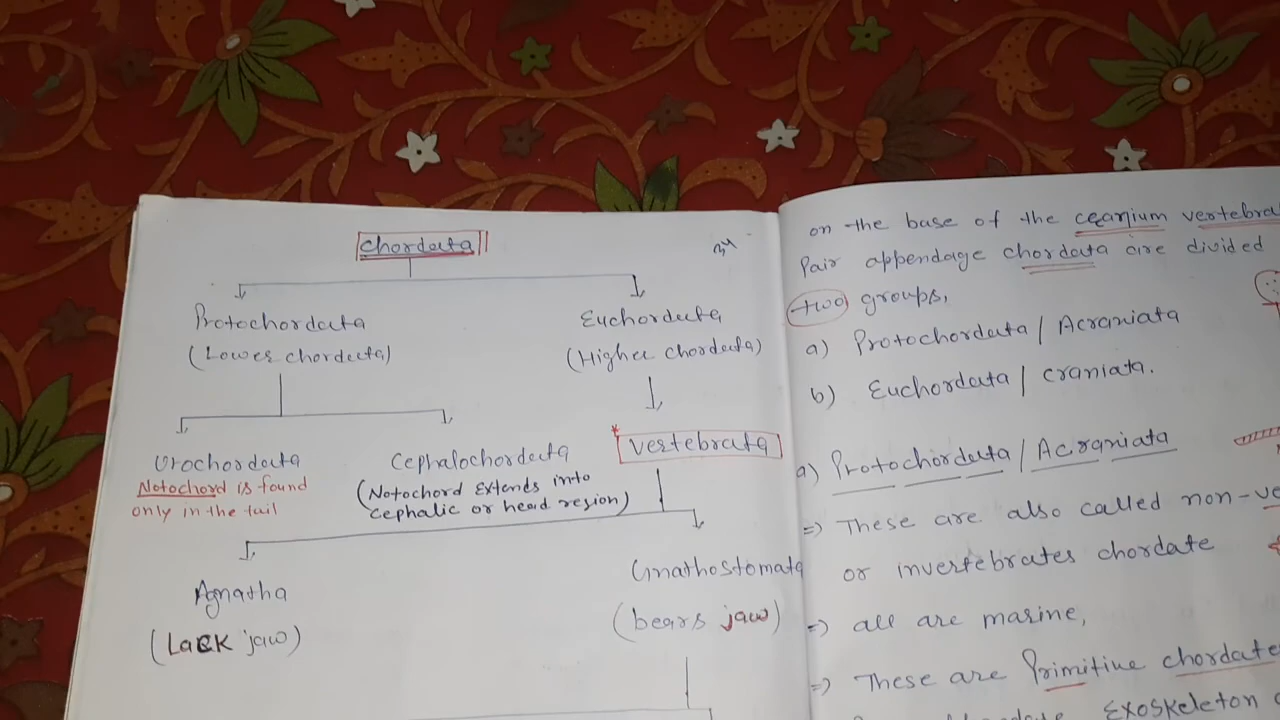 Chordata
Protochordata
(Lower chordata)
Euchordata
(Higher chordata)
Urochordata
Notochord is found
only in the tail
Cephalochordata
(Notochord Extends into
cephalic or head region)
* Vertebrata
Agnatha
(Lack jaw)
Gnathostomata
(bears jaw)
on the base of the cranium vertebra
Pair appendage chordata are divided
two groups,
a) Protochordata / Acraniata
b) Euchordata / craniata.
a) Protochordata / Acraniata
=> These are also called non-ve
or invertebrates chordate
=> all are marine,
=> These are Primitive chordate
Exoskeleton